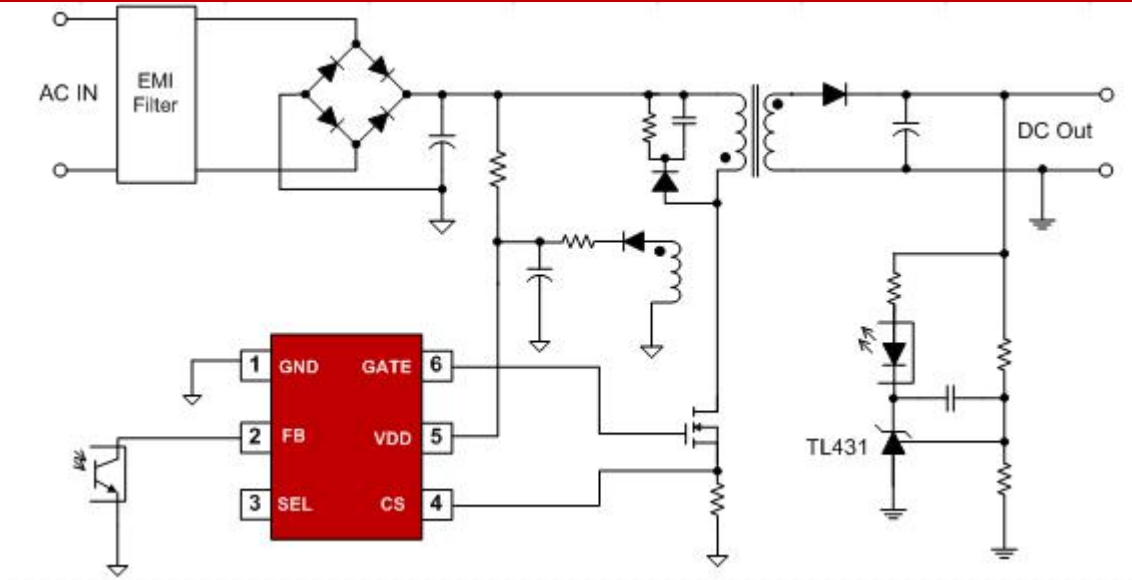 AC IN
EMI
Filter
DC Out
1 GND
GATE 6
2 FB
VDD 5
3 SEL
CS 4
TL431